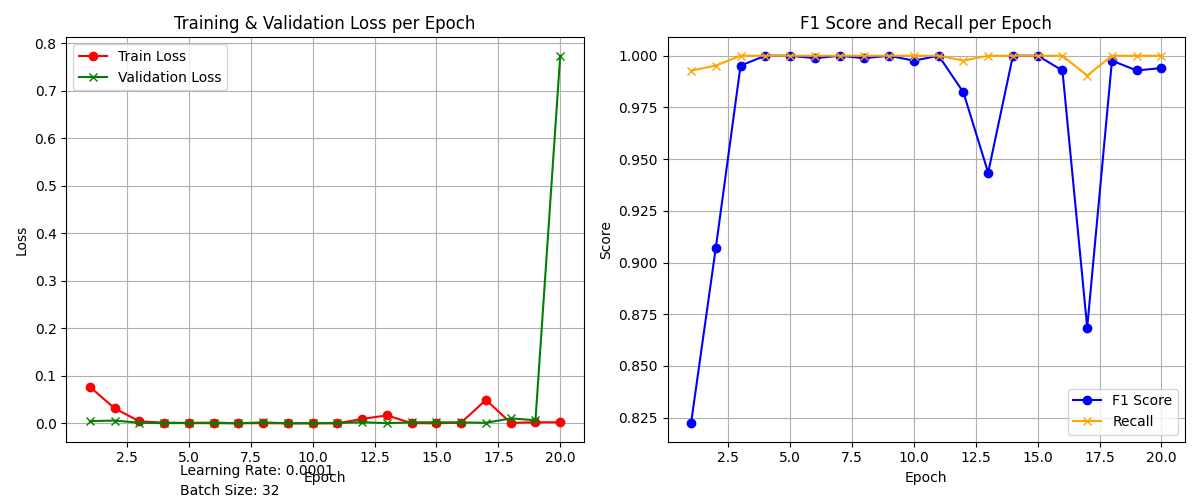 Training & Validation Loss per Epoch
Train Loss
Validation Loss
Loss
0.8
0.7
0.6
0.5
0.4
0.3
0.2
0.1
0.0
2.5 5.0 7.5 10.0 12.5 15.0 17.5 20.0
Epoch
Learning Rate: 0.0001
Batch Size: 32
F1 Score and Recall per Epoch
Score
1.000
0.975
0.950
0.925
0.900
0.875
0.850
0.825
F1 Score
Recall
2.5 5.0 7.5 10.0 12.5 15.0 17.5 20.0
Epoch